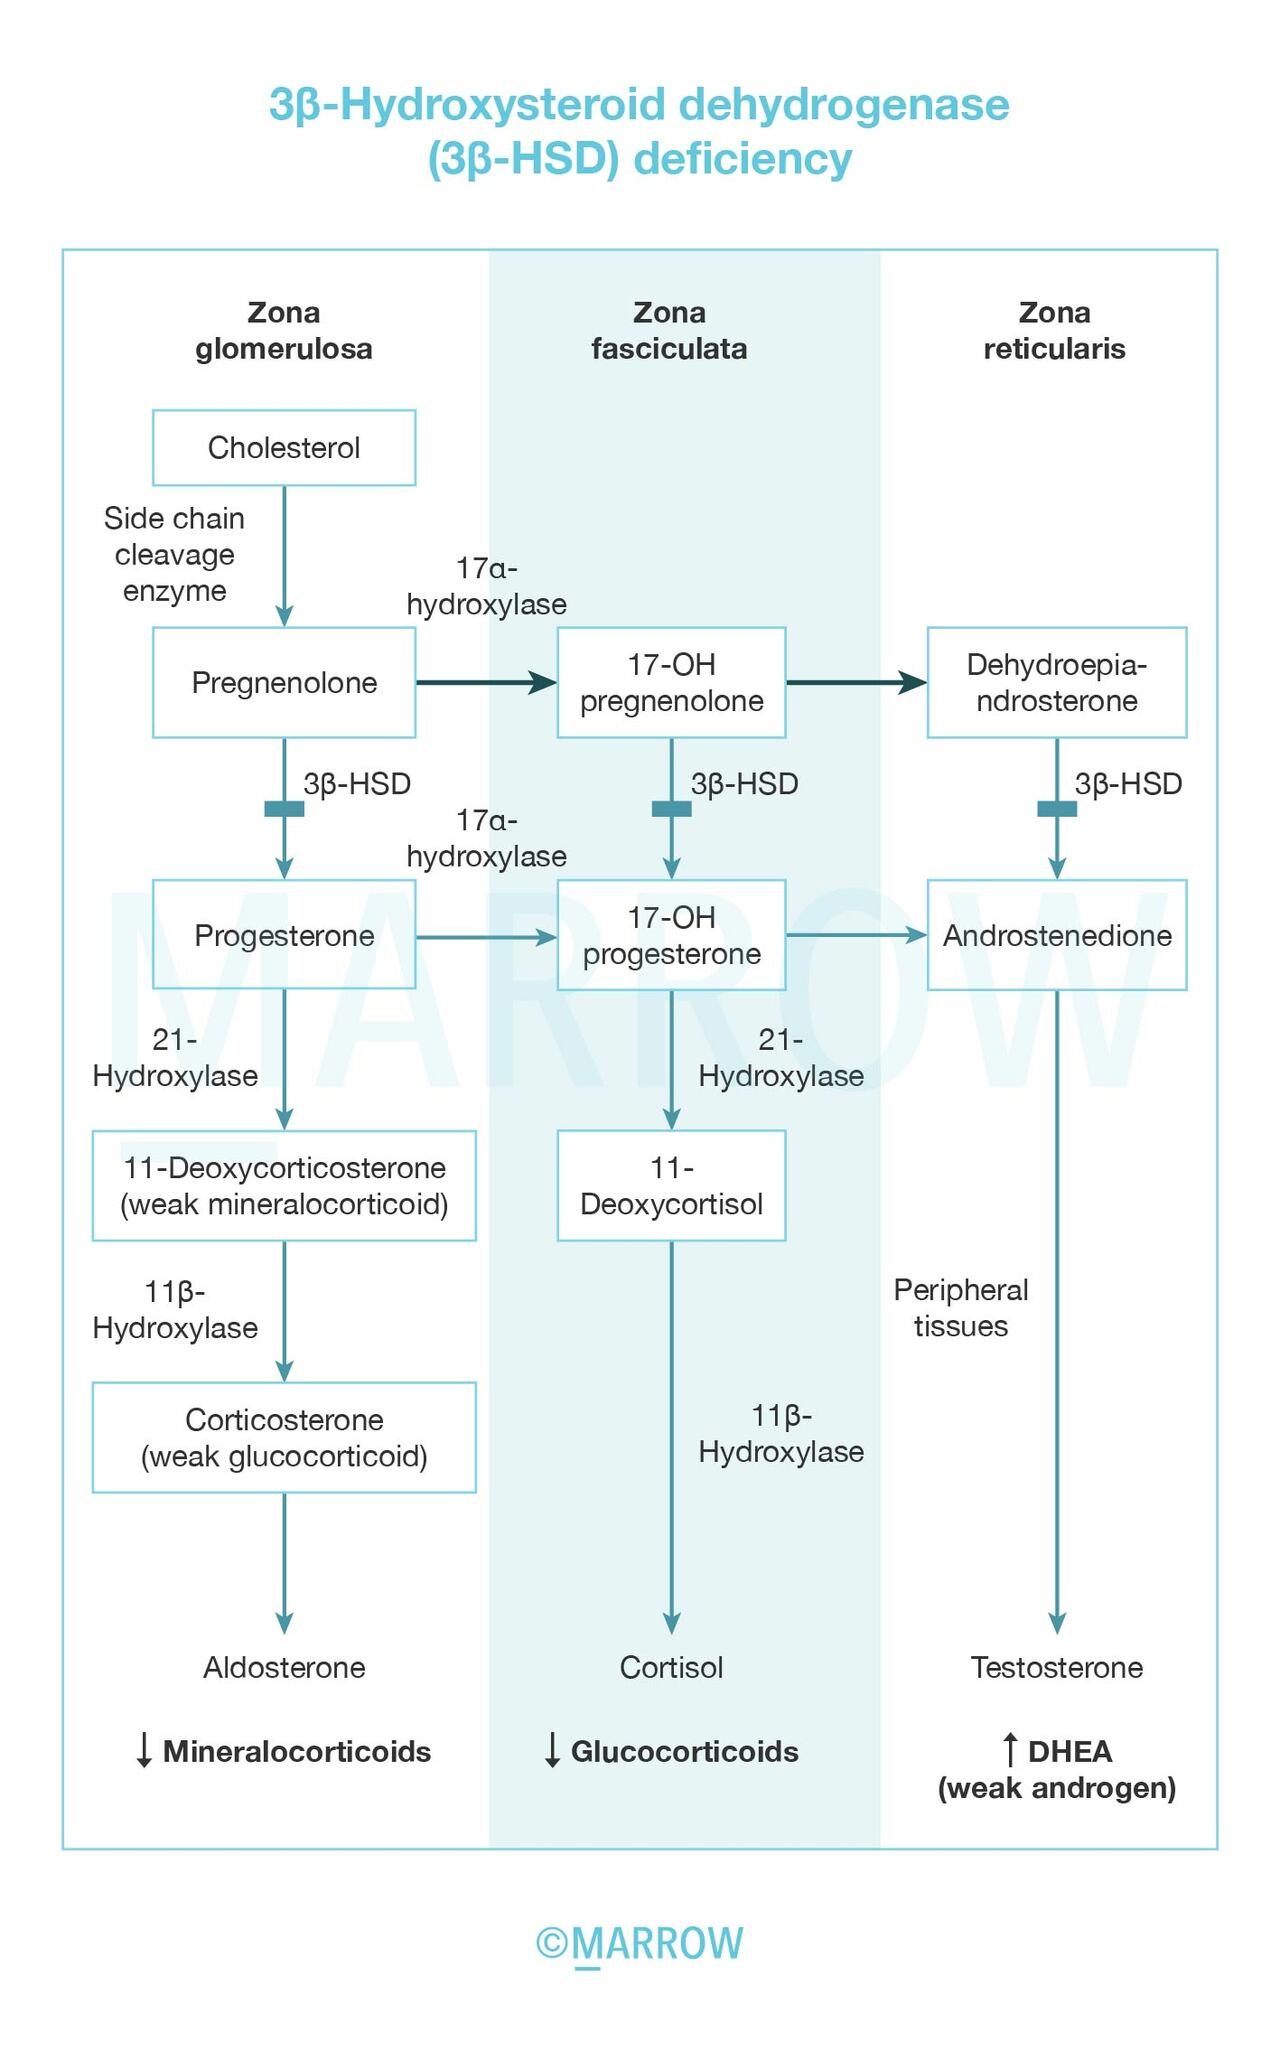 3β-Hydroxysteroid dehydrogenase
(3β-HSD) deficiency
Zona
glomerulosa
Zona
fasciculata
Zona
reticularis
Cholesterol
Side chain
cleavage
enzyme
17α-
hydroxylase
Pregnenolone
17-OH
pregnenolone
Dehydroepia-
ndrosterone
3β-HSD
3β-HSD
3β-HSD
17α-
hydroxylase
Progesterone
17-OH
progesterone
Androstenedione
MARROW
21-
Hydroxylase
21-
Hydroxylase
11-Deoxycorticosterone
(weak mineralocorticoid)
11-
Deoxycortisol
11β-
Hydroxylase
Peripheral
tissues
Corticosterone
(weak glucocorticoid)
11β-
Hydroxylase
Aldosterone
Cortisol
Testosterone
↓ Mineralocorticoids
↓ Glucocorticoids
↑ DHEA
(weak androgen)
©MARROW